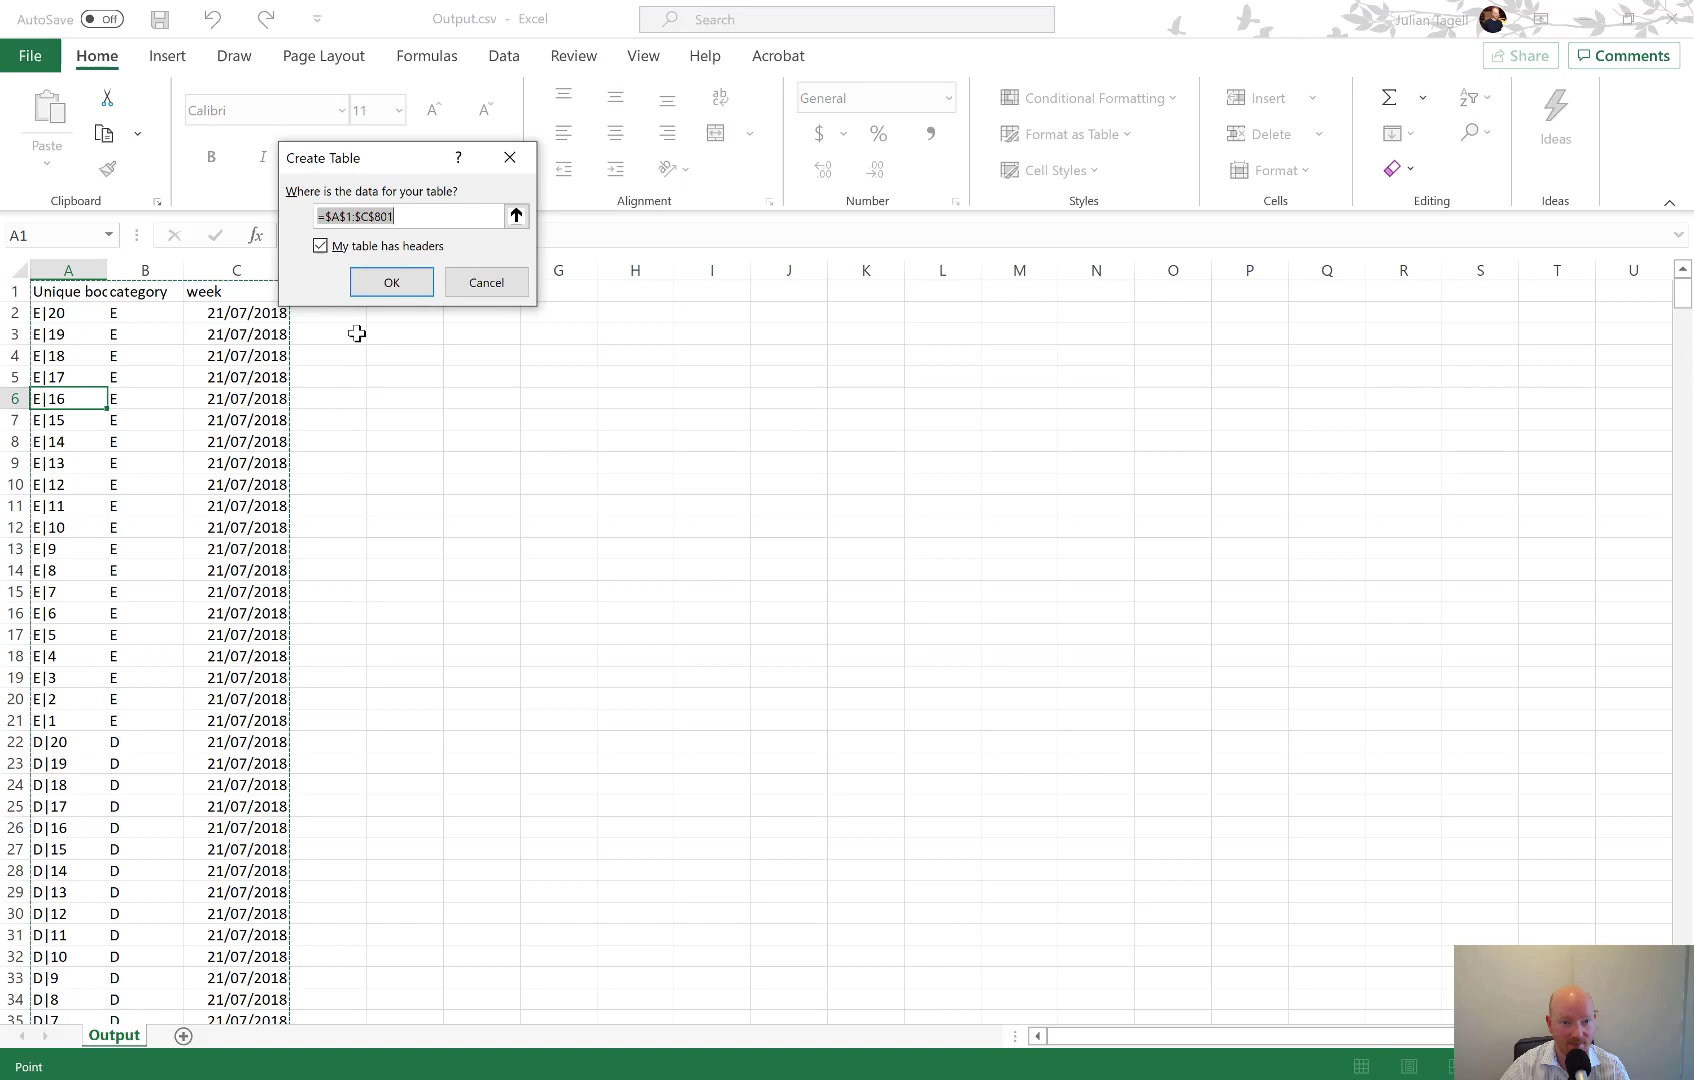 AutoSave Off Output.csv - Excel Search Julian Tagell
File Home Insert Draw Page Layout Formulas Data Review View Help Acrobat Share Comments
Paste
Calibri 11 A A
B I
ab
General
$ % ,
Conditional Formatting
Format as Table
Cell Styles
Insert
Delete
Format
Ideas
Clipboard Alignment Number Styles Cells Editing Ideas
Create Table ?
Where is the data for your table?
=$A$1:$C$801
My table has headers
OK Cancel
A1 fx
A B C G H I J K L M N O P Q R S T U
1 Unique boc category week
2 E|20 E 21/07/2018
3 E|19 E 21/07/2018
4 E|18 E 21/07/2018
5 E|17 E 21/07/2018
6 E|16 E 21/07/2018
7 E|15 E 21/07/2018
8 E|14 E 21/07/2018
9 E|13 E 21/07/2018
10 E|12 E 21/07/2018
11 E|11 E 21/07/2018
12 E|10 E 21/07/2018
13 E|9 E 21/07/2018
14 E|8 E 21/07/2018
15 E|7 E 21/07/2018
16 E|6 E 21/07/2018
17 E|5 E 21/07/2018
18 E|4 E 21/07/2018
19 E|3 E 21/07/2018
20 E|2 E 21/07/2018
21 E|1 E 21/07/2018
22 D|20 D 21/07/2018
23 D|19 D 21/07/2018
24 D|18 D 21/07/2018
25 D|17 D 21/07/2018
26 D|16 D 21/07/2018
27 D|15 D 21/07/2018
28 D|14 D 21/07/2018
29 D|13 D 21/07/2018
30 D|12 D 21/07/2018
31 D|11 D 21/07/2018
32 D|10 D 21/07/2018
33 D|9 D 21/07/2018
34 D|8 D 21/07/2018
35 D|7 D 21/07/2018
Output
Point